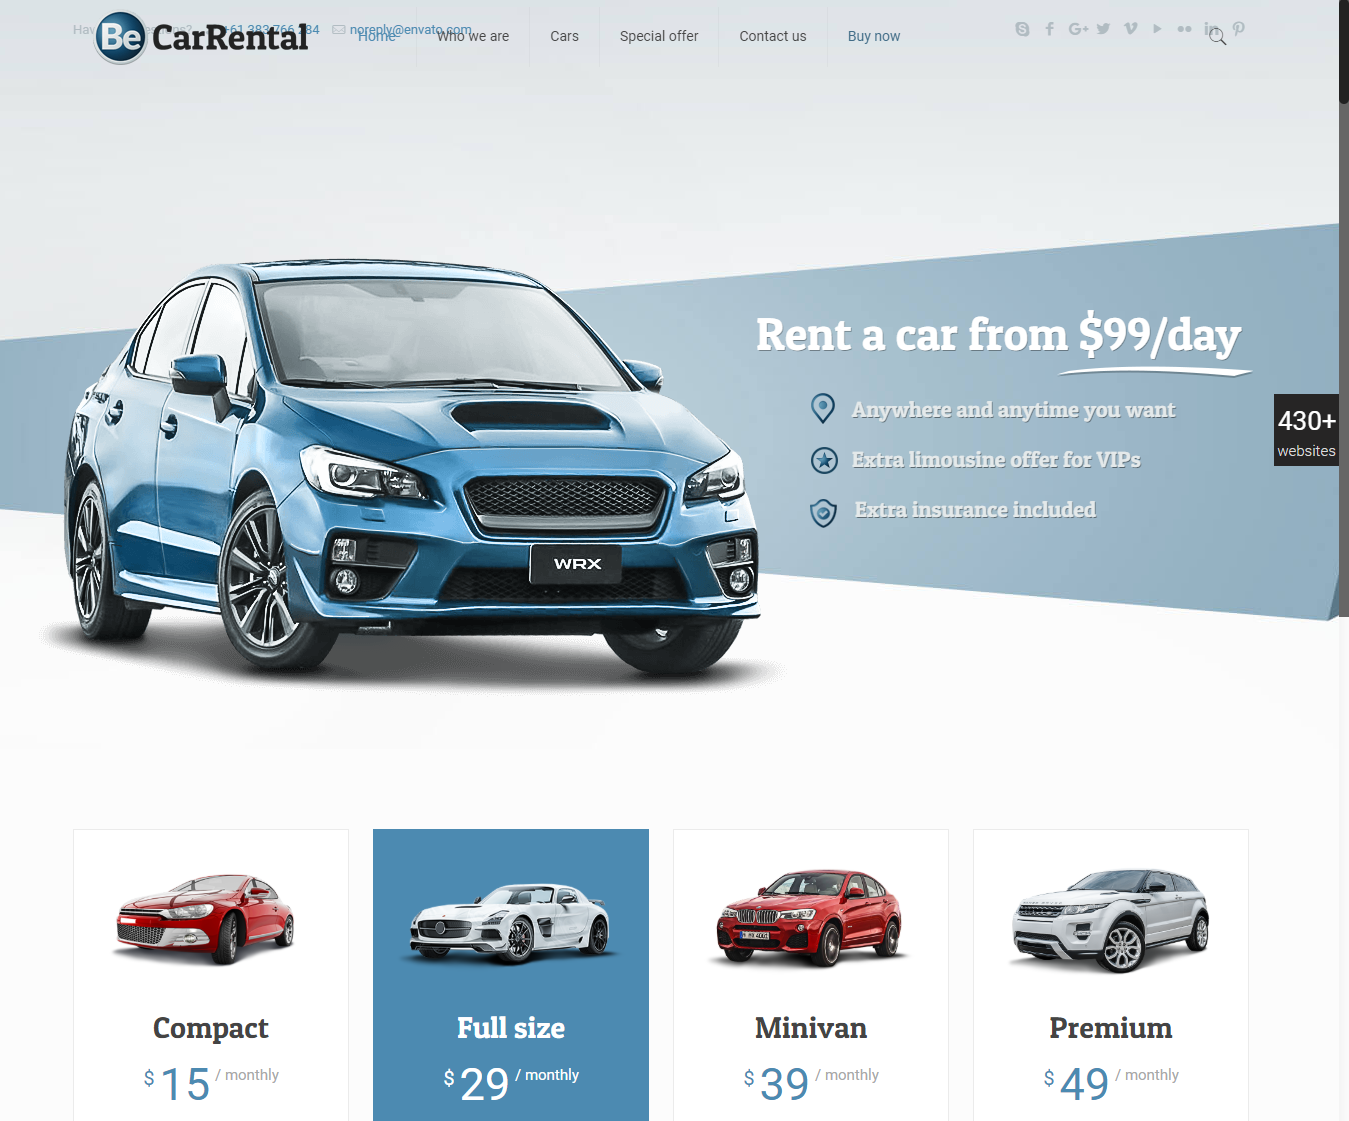 Be CarRental
+61 383 766 284
noreply@envato.com
Home
Who we are
Cars
Special offer
Contact us
Buy now
Rent a car from $99/day
Anywhere and anytime you want
Extra limousine offer for VIPs
Extra insurance included
430+
websites
WRX
Compact
Full size
Minivan
Premium
$ 15 / monthly
$ 29 / monthly
$ 39 / monthly
$ 49 / monthly